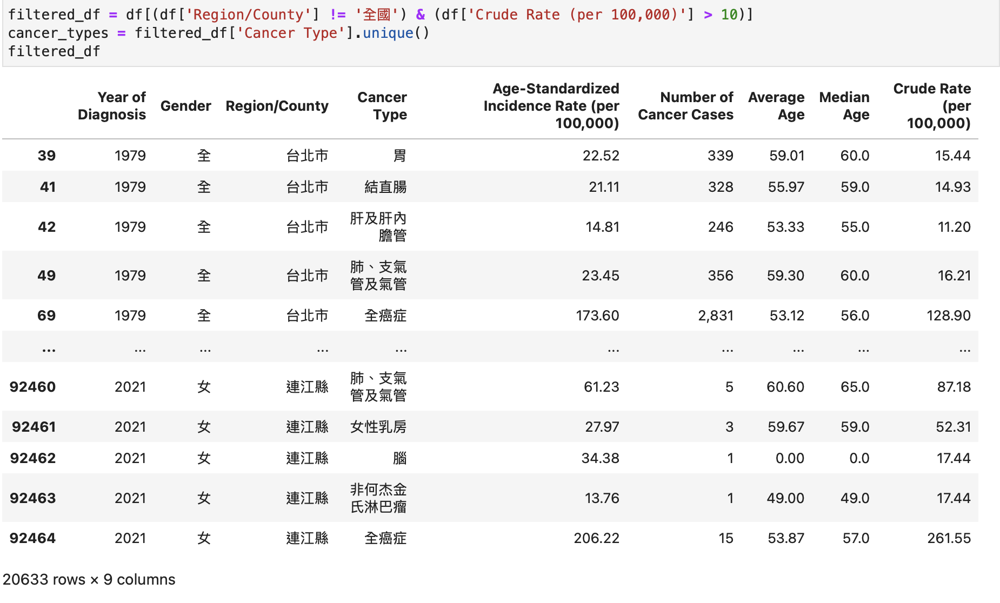 filtered_df = df[(df['Region/County'] != '全國') & (df['Crude Rate (per 100,000)'] > 10)]
cancer_types = filtered_df['Cancer Type'].unique()
filtered_df
Year of Diagnosis Gender Region/County Cancer Type Age-Standardized Incidence Rate (per 100,000) Number of Cancer Cases Average Age Median Age Crude Rate (per 100,000)
39 1979 全 台北市 胃 22.52 339 59.01 60.0 15.44
41 1979 全 台北市 結直腸 21.11 328 55.97 59.0 14.93
42 1979 全 台北市 肝及肝內膽管 14.81 246 53.33 55.0 11.20
49 1979 全 台北市 肺、支氣管及氣管 23.45 356 59.30 60.0 16.21
69 1979 全 台北市 全癌症 173.60 2,831 53.12 56.0 128.90
... ... ... ... ... ... ... ... ... ...
92460 2021 女 連江縣 肺、支氣管及氣管 61.23 5 60.60 65.0 87.18
92461 2021 女 連江縣 女性乳房 27.97 3 59.67 59.0 52.31
92462 2021 女 連江縣 腦 34.38 1 0.00 0.0 17.44
92463 2021 女 連江縣 非何杰金氏淋巴瘤 13.76 1 49.00 49.0 17.44
92464 2021 女 連江縣 全癌症 206.22 15 53.87 57.0 261.55
20633 rows × 9 columns